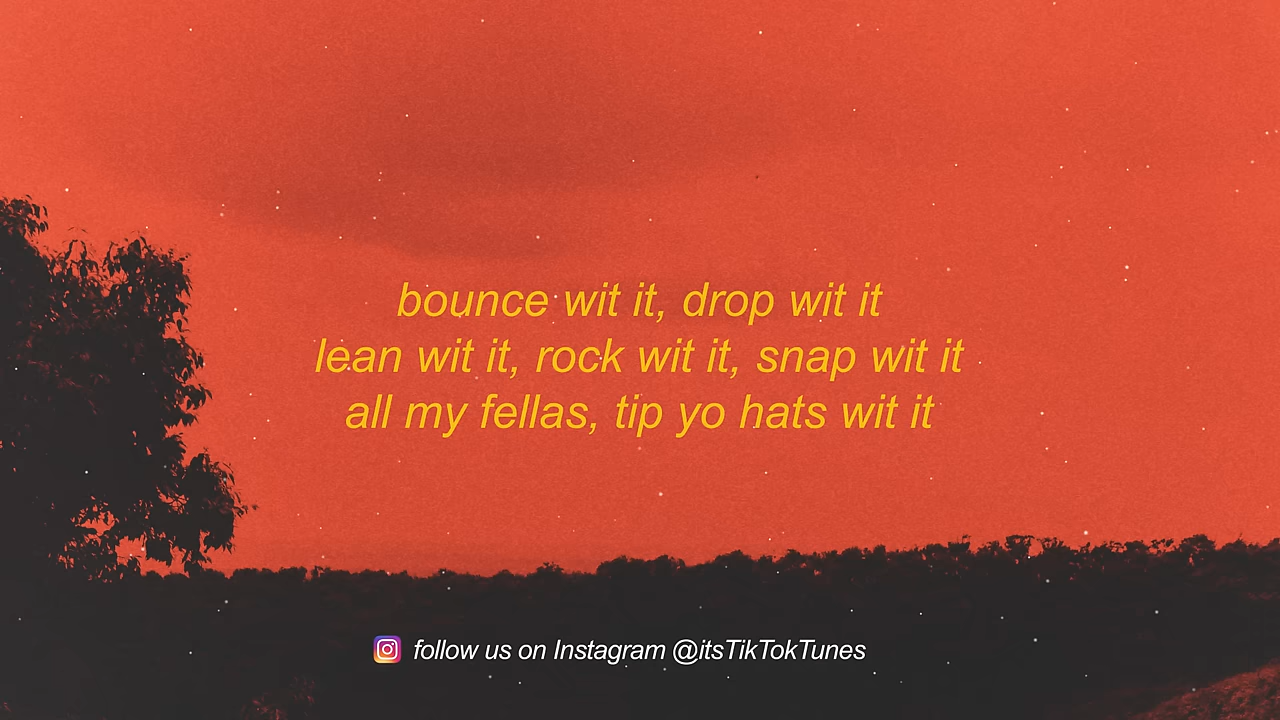 bounce wit it, drop wit it
lean wit it, rock wit it, snap wit it
all my fellas, tip yo hats wit it
follow us on Instagram @itsTikTokTunes